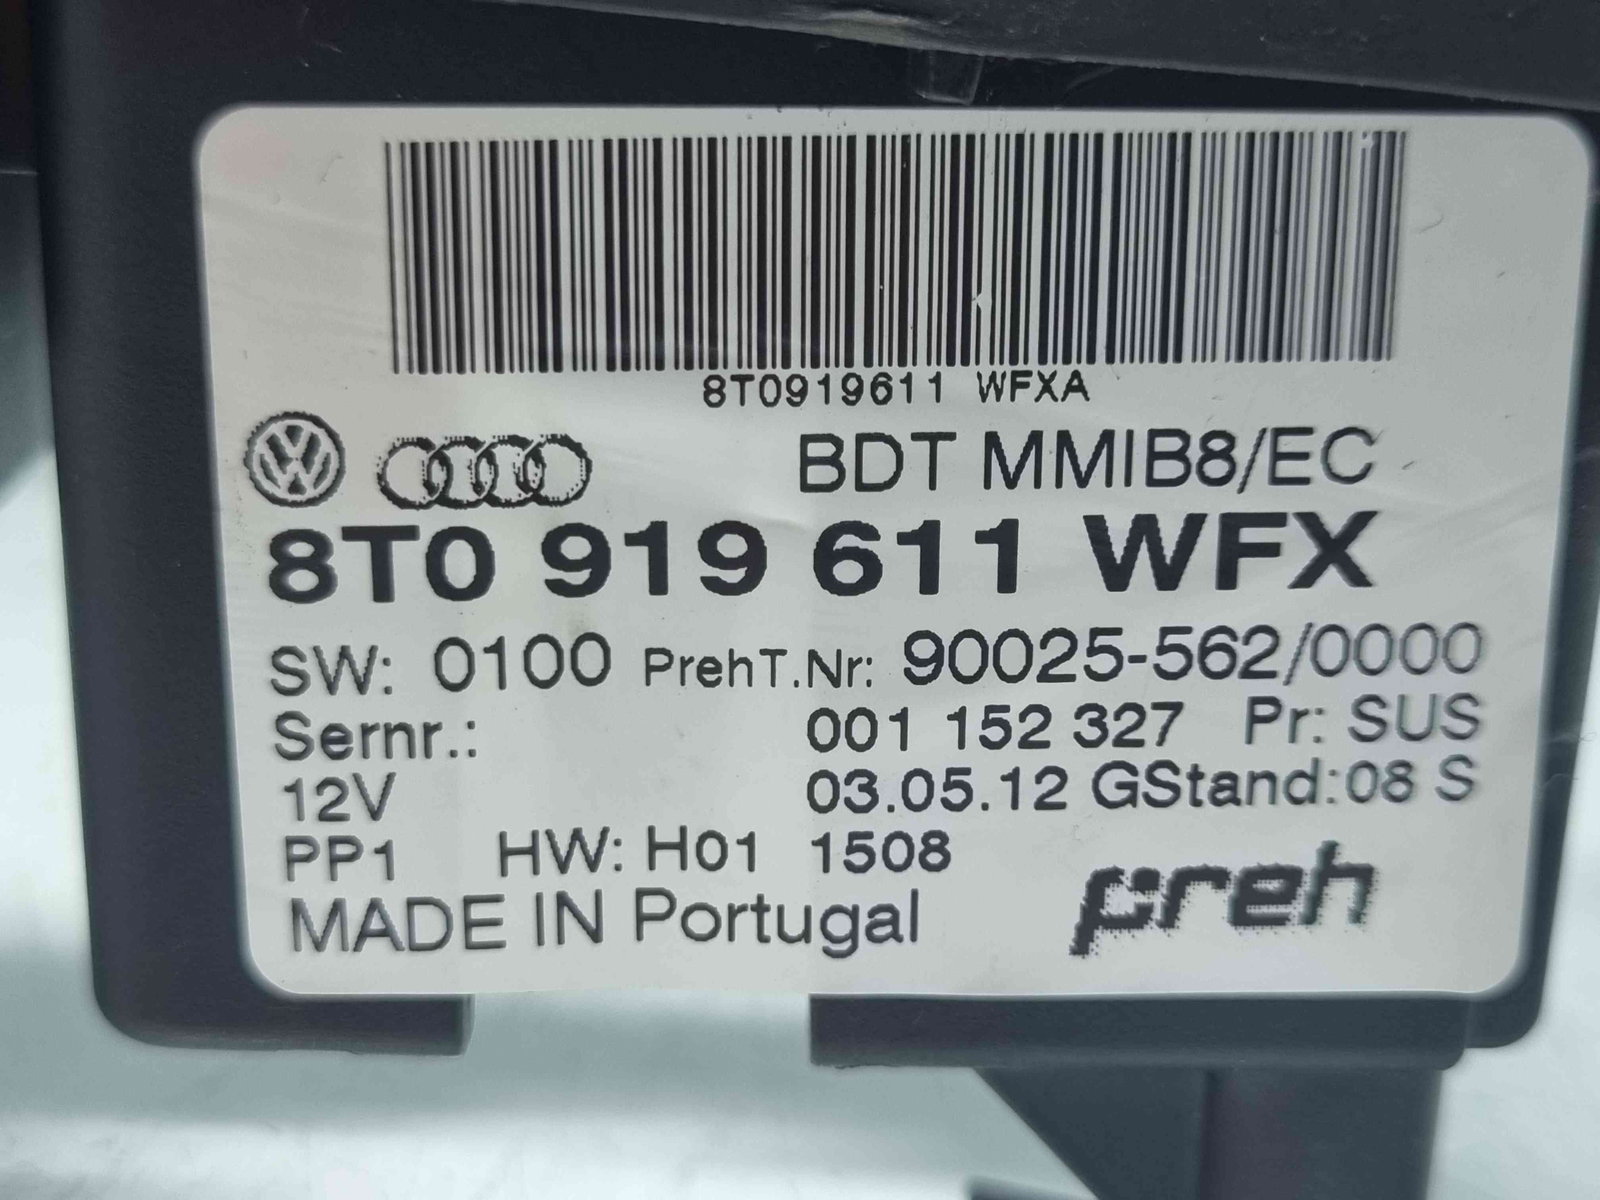 8T0919611 WFXA
BDT MMIB8/EC
8T0 919 611 WFX
SW: 0100 PrehT.Nr: 90025-562/0000
Sernr.: 001 152 327 Pr: SUS
12V 03.05.12 GStand:08 S
PP1 HW: H01 1508
MADE IN Portugal preh